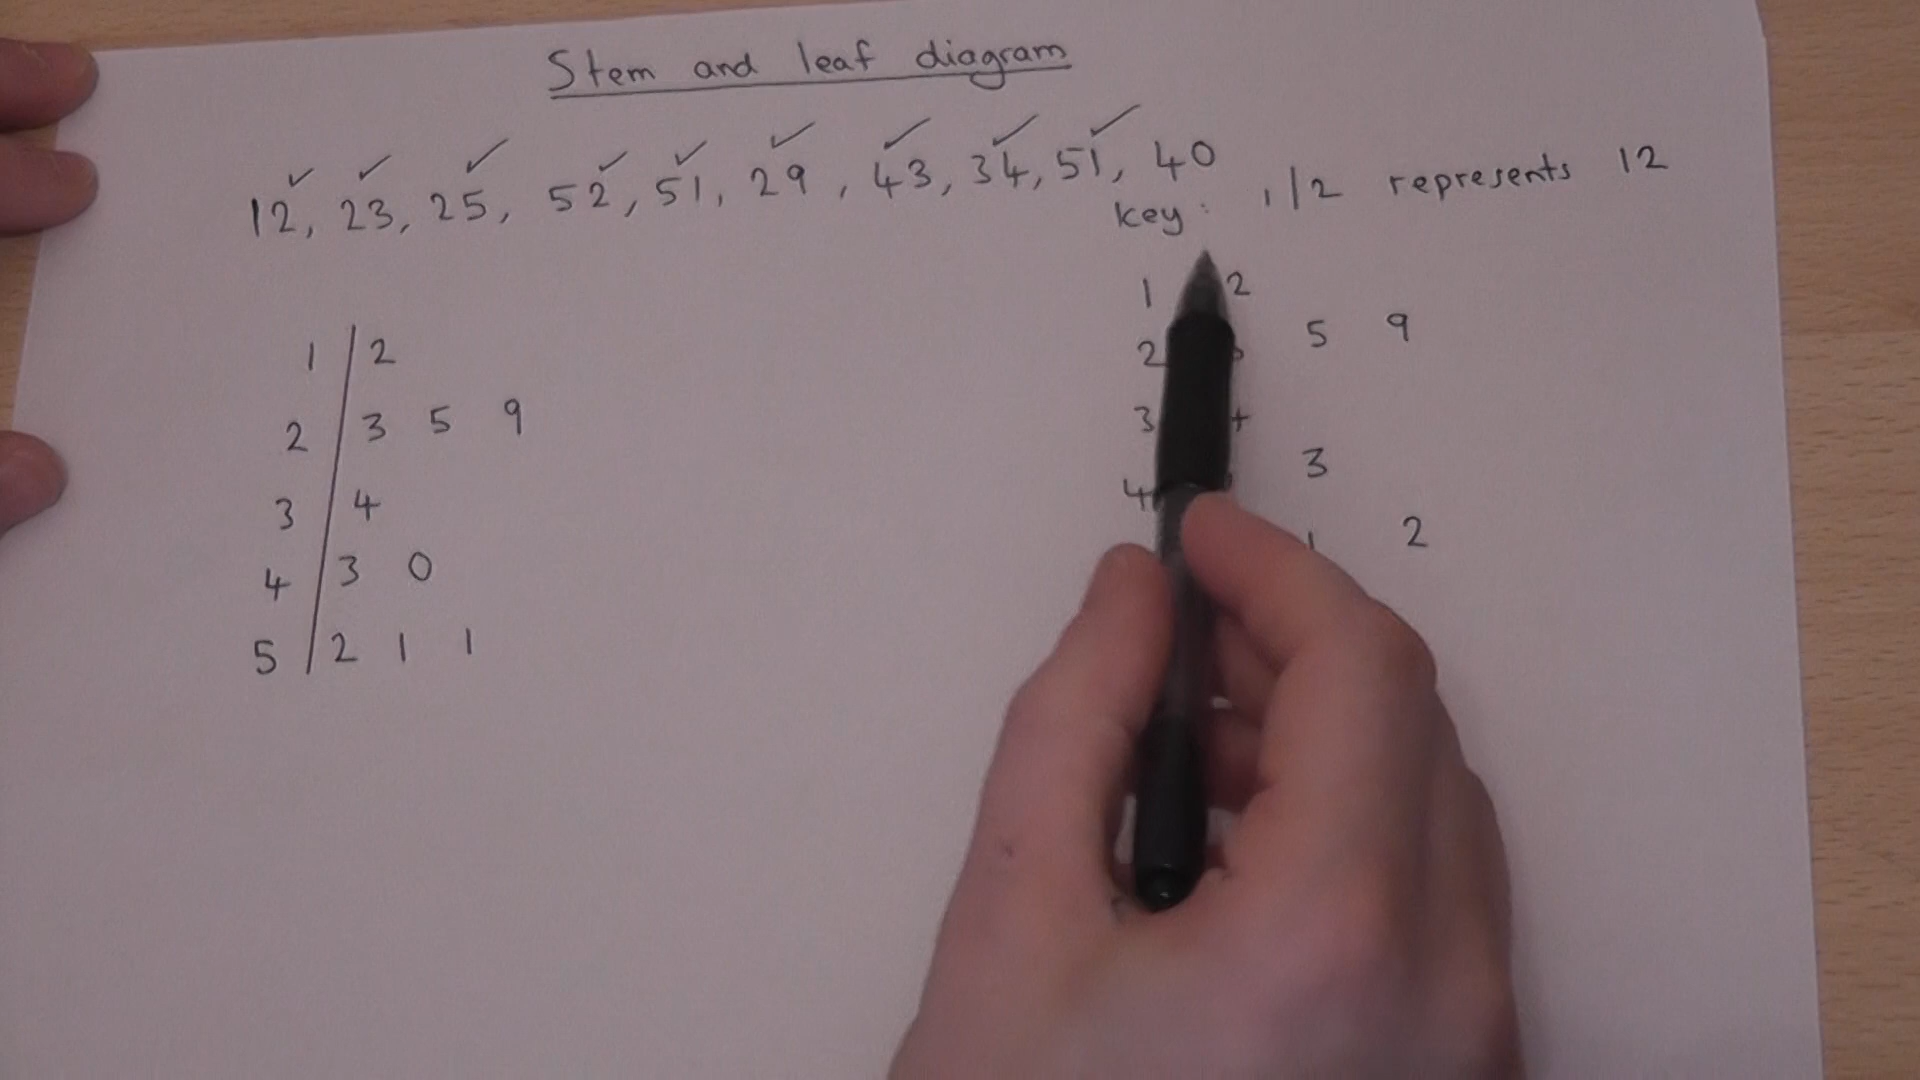 Stem and leaf diagram
12, 23, 25, 52, 51, 29, 43, 34, 51, 40
key: 1/2 represents 12
1 | 2
2 | 3 5 9
3 | 4
4 | 3 0
5 | 2 1 1
1 2
2 5 9
3
4 3
1 2